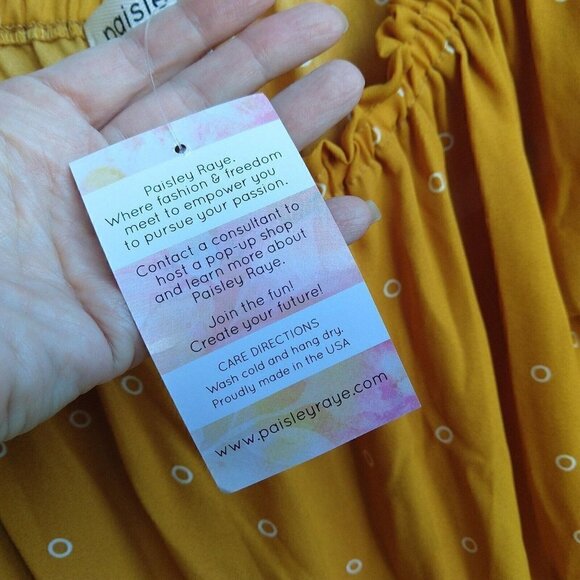 paisley
Paisley Raye.
Where fashion & freedom
meet to empower you
to pursue your passion.
Contact a consultant to
host a pop-up shop
and learn more about
Paisley Raye.
Join the fun!
Create your future!
CARE DIRECTIONS
Wash cold and hang dry.
Proudly made in the USA
www.paisleyraye.com